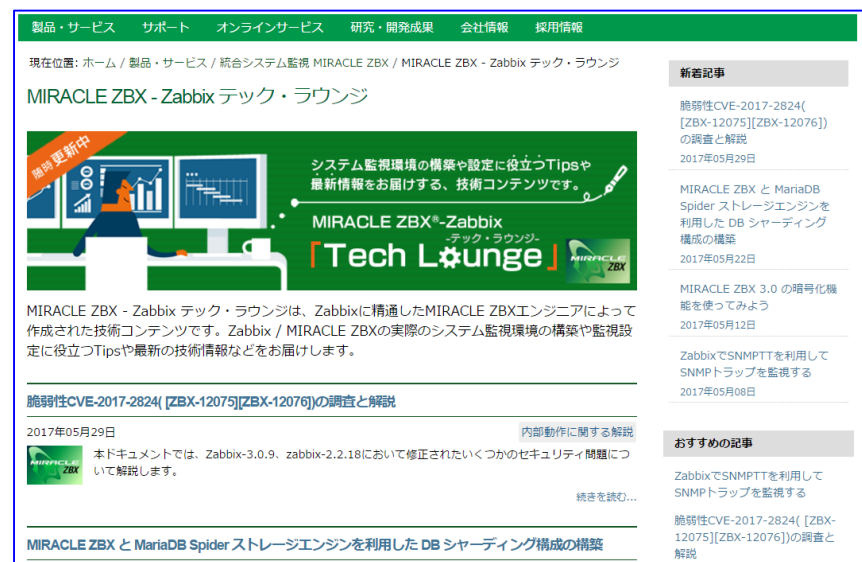 製品・サービス サポート オンラインサービス 研究・開発成果 会社情報 採用情報
現在位置: ホーム / 製品・サービス / 統合システム監視 MIRACLE ZBX / MIRACLE ZBX - Zabbix テック・ラウンジ
MIRACLE ZBX - Zabbix テック・ラウンジ
随時更新中
システム監視環境の構築や設定に役立つTipsや
最新情報をお届けする、技術コンテンツです。
MIRACLE ZBX®-Zabbix
-テック・ラウンジ-
「Tech Lounge」
MIRACLE
ZBX
MIRACLE ZBX - Zabbix テック・ラウンジは、Zabbixに精通したMIRACLE ZBXエンジニアによって
作成された技術コンテンツです。Zabbix / MIRACLE ZBXの実際のシステム監視環境の構築や監視設
定に役立つTipsや最新の技術情報などをお届けします。
脆弱性CVE-2017-2824( [ZBX-12075][ZBX-12076])の調査と解説
2017年05月29日 内部動作に関する解説
MIRACLE
ZBX
本ドキュメントでは、Zabbix-3.0.9、zabbix-2.2.18において修正されたいくつかのセキュリティ問題につ
いて解説します。
続きを読む...
MIRACLE ZBX と MariaDB Spider ストレージエンジンを利用した DB シャーディング構成の構築
新着記事
脆弱性CVE-2017-2824(
[ZBX-12075][ZBX-12076])
の調査と解説
2017年05月29日
MIRACLE ZBX と MariaDB
Spider ストレージエンジンを
利用した DB シャーディング
構成の構築
2017年05月22日
MIRACLE ZBX 3.0 の暗号化機
能を使ってみよう
2017年05月12日
ZabbixでSNMPTTを利用して
SNMPトラップを監視する
2017年05月08日
おすすめの記事
ZabbixでSNMPTTを利用して
SNMPトラップを監視する
脆弱性CVE-2017-2824( [ZBX-
12075][ZBX-12076])の調査と
解説